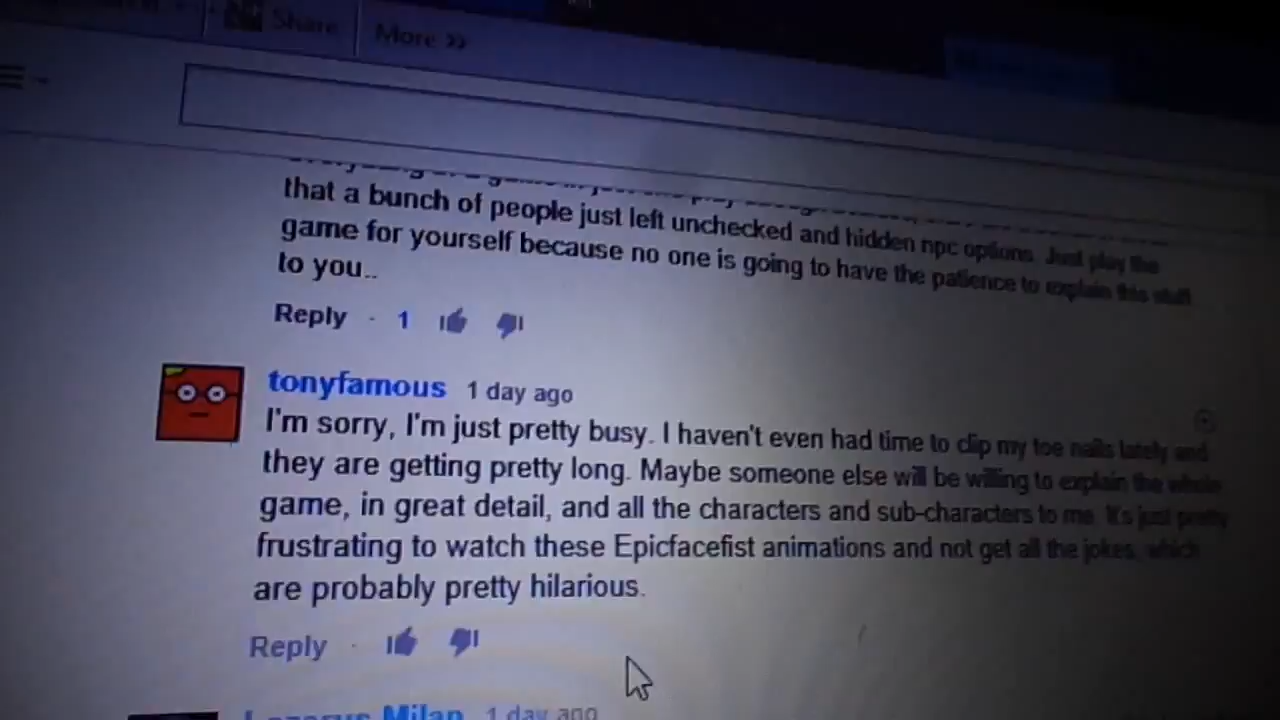 Share
More >>
that a bunch of people just left unchecked and hidden npc options. Just play the
game for yourself because no one is going to have the patience to explain this stuff
to you..
Reply · 1
tonyfamous 1 day ago
I'm sorry, I'm just pretty busy. I haven't even had time to clip my toe nails lately and
they are getting pretty long. Maybe someone else will be willing to explain the whole
game, in great detail, and all the characters and sub-characters to me. It's just pretty
frustrating to watch these Epicfacefist animations and not get all the jokes, which
are probably pretty hilarious.
Reply ·
Milan 1 day ago